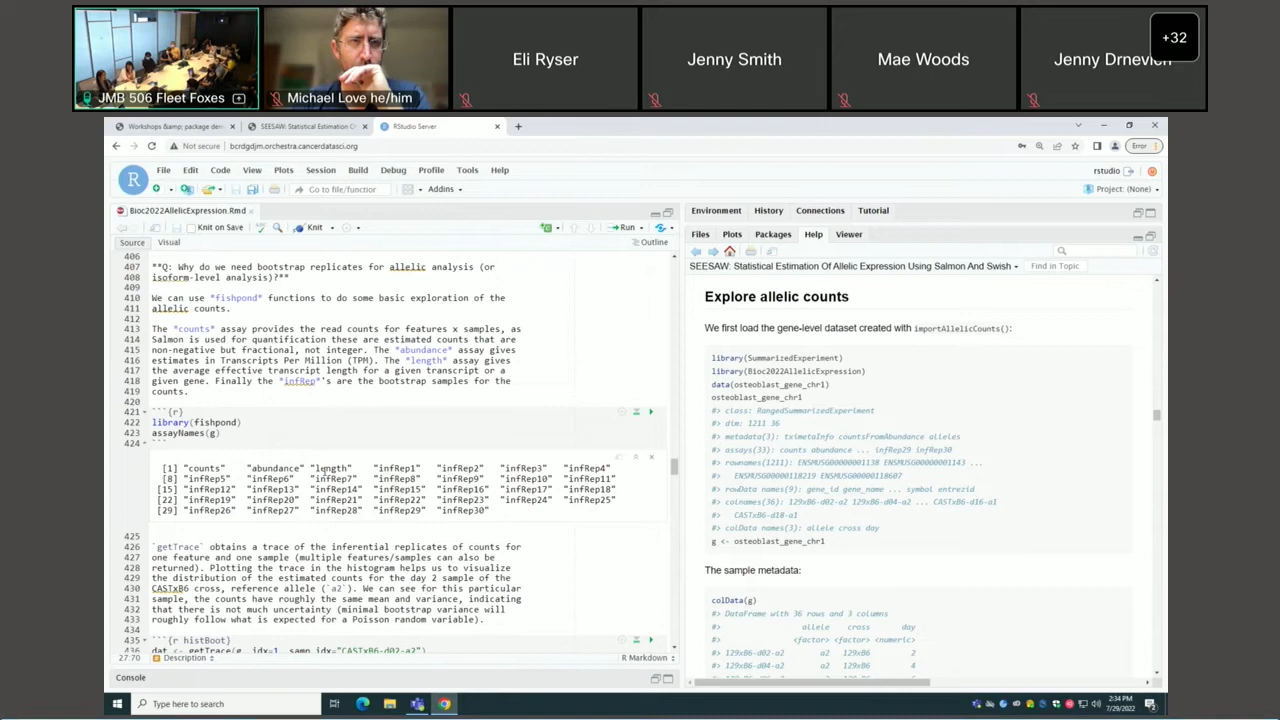 JMB 506 Fleet Foxes
Michael Love he/him
Eli Ryser
Jenny Smith
Mae Woods
Jenny Drnevich
+32
Workshops &amp; package den
SEESAW: Statistical Estimation O
RStudio Server
Not secure
bcrdgdjm.orchestra.cancerdatasci.org
Error
File Edit Code View Plots Session Build Debug Profile Tools Help
rstudio
Go to file/function
Addins
Project: (None)
Bioc2022AllelicExpression.Rmd
Knit on Save
Knit
Run
Source Visual
Outline
406
407 **Q: Why do we need bootstrap replicates for allelic analysis (or
408 isoform-level analysis)?**
409
410 We can use *fishpond* functions to do some basic exploration of the
411 allelic counts.
412
413 The *counts* assay provides the read counts for features x samples, as
414 Salmon is used for quantification these are estimated counts that are
415 non-negative but fractional, not integer. The *abundance* assay gives
416 estimates in Transcripts Per Million (TPM). The *length* assay gives
417 the average effective transcript length for a given transcript or a
418 given gene. Finally the *infRep*'s are the bootstrap samples for the
419 counts.
420
421 ```{r}
422 library(fishpond)
423 assayNames(g)
424 ```
[1] "counts" "abundance" "length" "infRep1" "infRep2" "infRep3" "infRep4"
[8] "infRep5" "infRep6" "infRep7" "infRep8" "infRep9" "infRep10" "infRep11"
[15] "infRep12" "infRep13" "infRep14" "infRep15" "infRep16" "infRep17" "infRep18"
[22] "infRep19" "infRep20" "infRep21" "infRep22" "infRep23" "infRep24" "infRep25"
[29] "infRep26" "infRep27" "infRep28" "infRep29" "infRep30"
425
426 `getTrace` obtains a trace of the inferential replicates of counts for
427 one feature and one sample (multiple features/samples can also be
428 returned). Plotting the trace in the histogram helps us to visualize
429 the distribution of the estimated counts for the day 2 sample of the
430 CASTxB6 cross, reference allele (`a2`). We can see for this particular
431 sample, the counts have roughly the same mean and variance, indicating
432 that there is not much uncertainty (minimal bootstrap variance will
433 roughly follow what is expected for a Poisson random variable).
434
435 ```{r histBoot}
436 dat <- getTrace(g, idx=1, samp_idx="CASTxB6-d02-a2")
27:70 Description
R Markdown
Console
Environment History Connections Tutorial
Files Plots Packages Help Viewer
SEESAW: Statistical Estimation Of Allelic Expression Using Salmon And Swish
Find in Topic
Explore allelic counts
We first load the gene-level dataset created with importAllelicCounts():
library(SummarizedExperiment)
library(Bioc2022AllelicExpression)
data(osteoblast_gene_chr1)
osteoblast_gene_chr1
#> class: RangedSummarizedExperiment
#> dim: 1211 36
#> metadata(3): tximetaInfo countsFromAbundance alleles
#> assays(33): counts abundance ... infRep29 infRep30
#> rownames(1211): ENSMUSG00000001138 ENSMUSG00000001143 ...
#> ENSMUSG00000118219 ENSMUSG00000118607
#> rowData names(9): gene_id gene_name ... symbol entrezid
#> colnames(36): 129xB6-d02-a2 129xB6-d04-a2 ... CASTxB6-d16-a1
#> CASTxB6-d18-a1
#> colData names(3): allele cross day
g <- osteoblast_gene_chr1
The sample metadata:
colData(g)
#> DataFrame with 36 rows and 3 columns
#> allele cross day
#> <factor> <factor> <numeric>
#> 129xB6-d02-a2 a2 129xB6 2
#> 129xB6-d04-a2 a2 129xB6 4
Type here to search
2:34 PM
7/29/2022